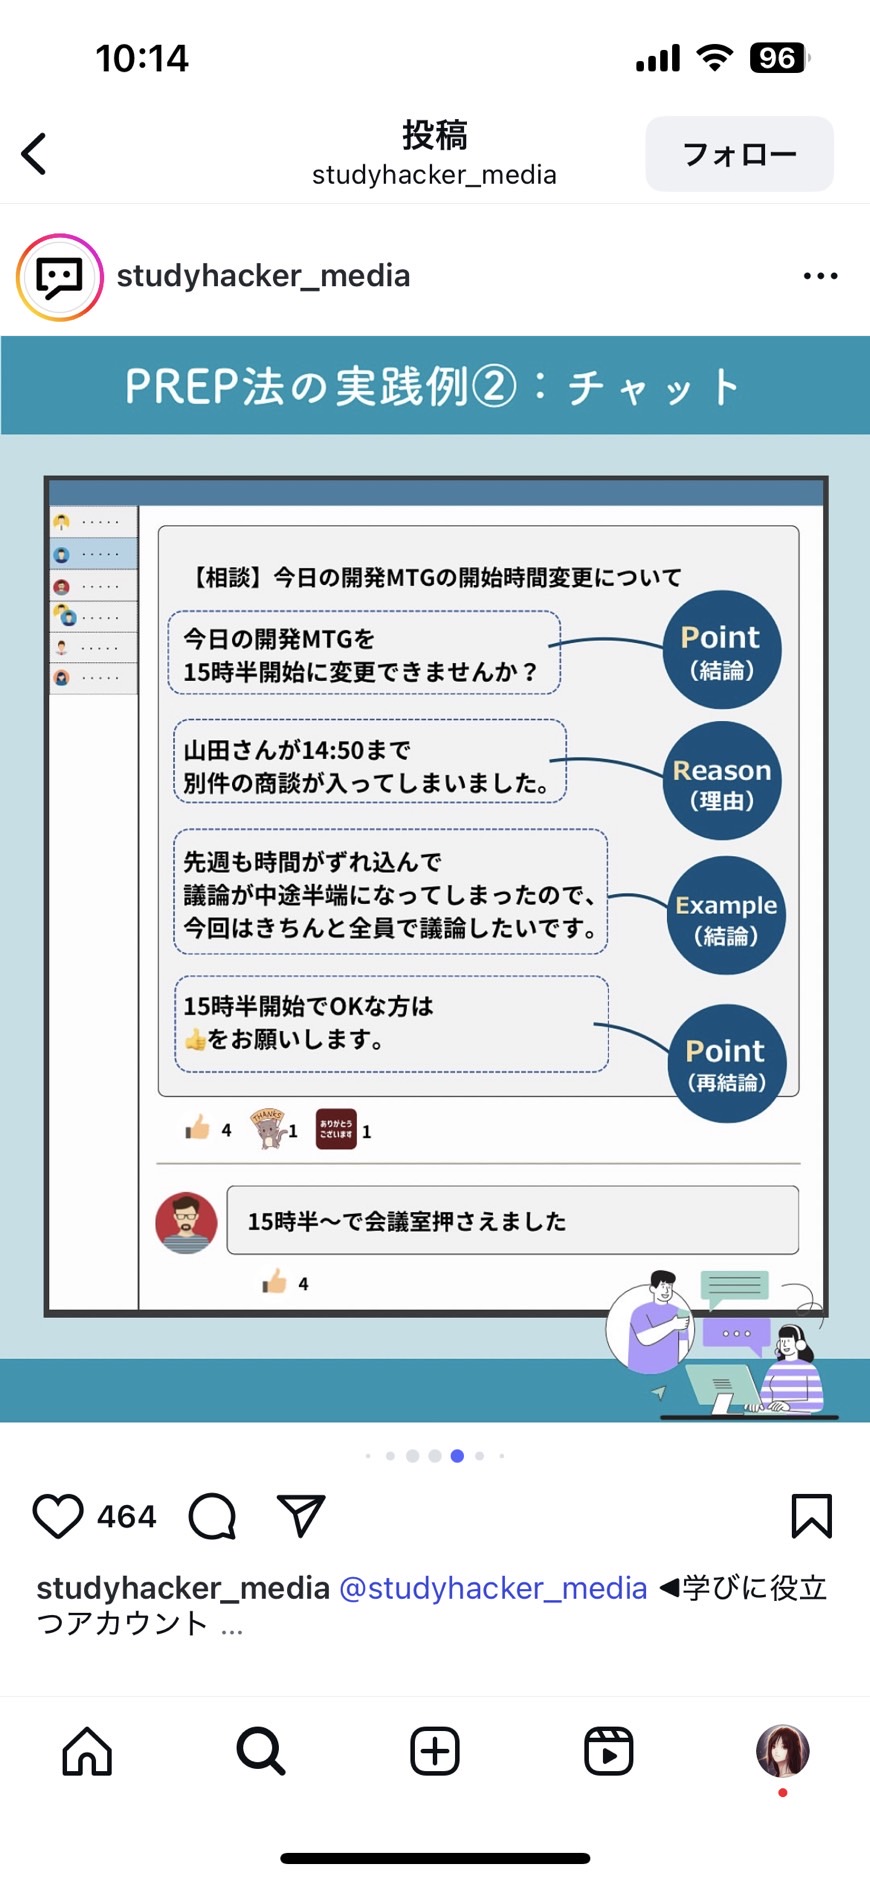 10:14
96
投稿
studyhacker_media
フォロー
studyhacker_media
PREP法の実践例②：チャット
【相談】今日の開発MTGの開始時間変更について
今日の開発MTGを
15時半開始に変更できませんか？
Point
（結論）
山田さんが14:50まで
別件の商談が入ってしまいました。
Reason
（理由）
先週も時間がずれ込んで
議論が中途半端になってしまったので、
今回はきちんと全員で議論したいです。
Example
（結論）
15時半開始でOKな方は
👍をお願いします。
Point
（再結論）
4
THANKS
1
ありがとう
ございます
1
15時半～で会議室押さえました
4
464
studyhacker_media @studyhacker_media ◀学びに役立
つアカウント ...